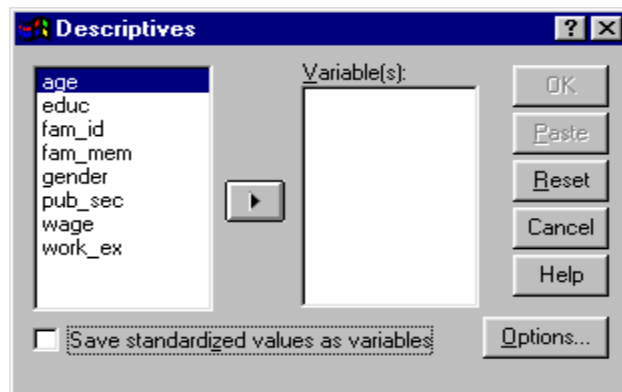 Descriptives
age
educ
fam_id
fam_mem
gender
pub_sec
wage
work_ex
Variable(s):
OK
Paste
Reset
Cancel
Help
Save standardized values as variables
Options...